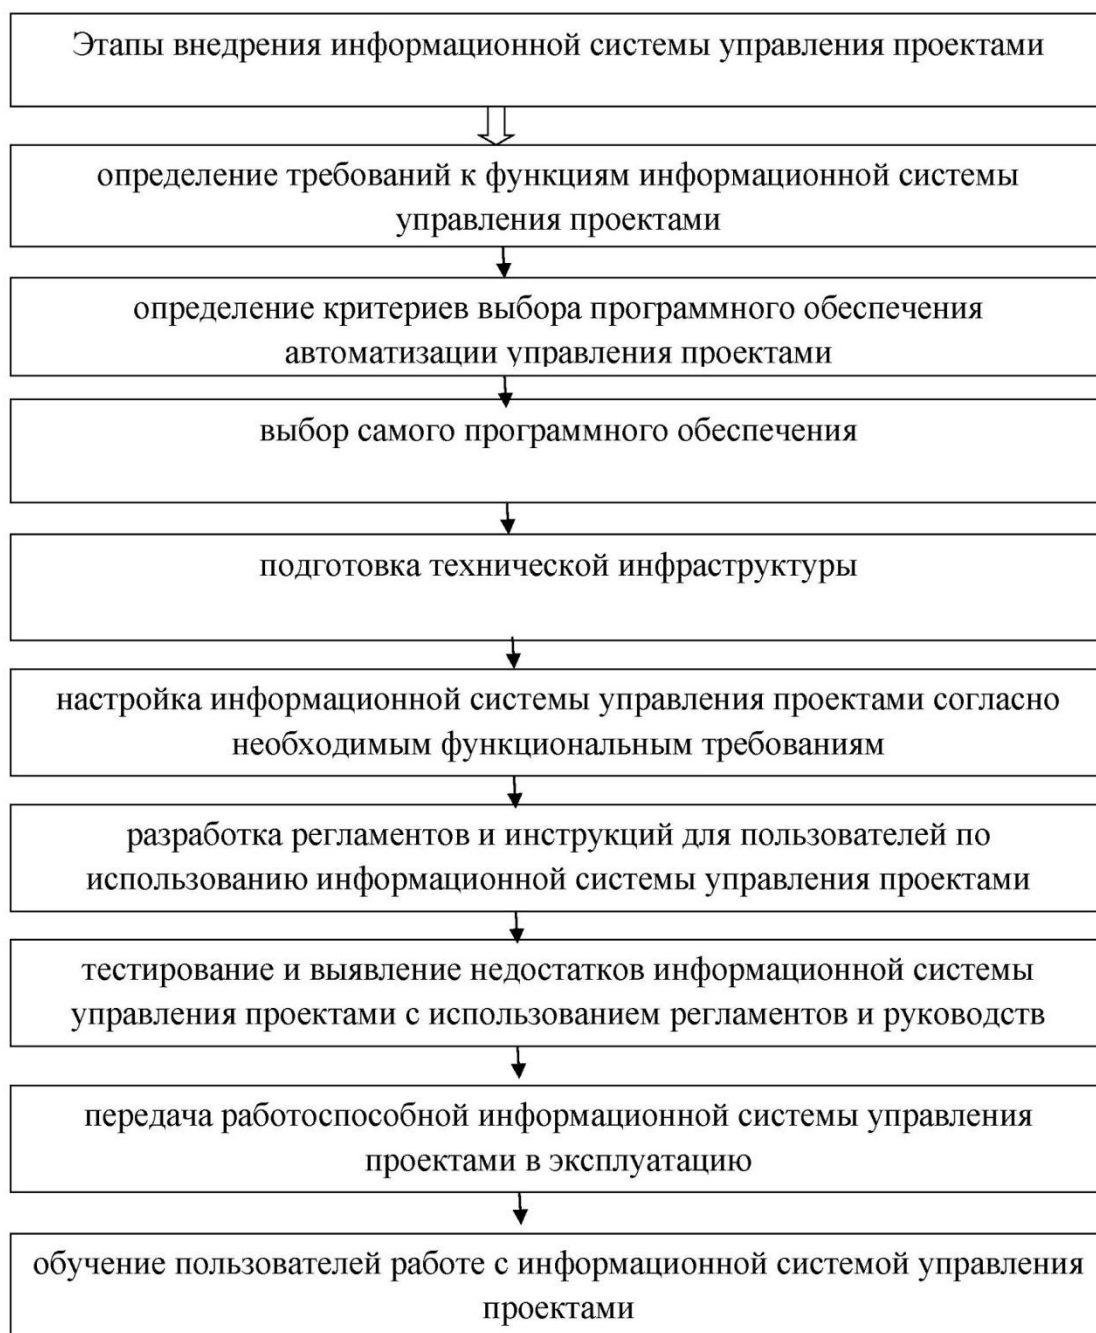 Этапы внедрения информационной системы управления проектами
определение требований к функциям информационной системы
управления проектами
определение критериев выбора программного обеспечения
автоматизации управления проектами
выбор самого программного обеспечения
подготовка технической инфраструктуры
настройка информационной системы управления проектами согласно
необходимым функциональным требованиям
разработка регламентов и инструкций для пользователей по
использованию информационной системы управления проектами
тестирование и выявление недостатков информационной системы
управления проектами с использованием регламентов и руководств
передача работоспособной информационной системы управления
проектами в эксплуатацию
обучение пользователей работе с информационной системой управления
проектами